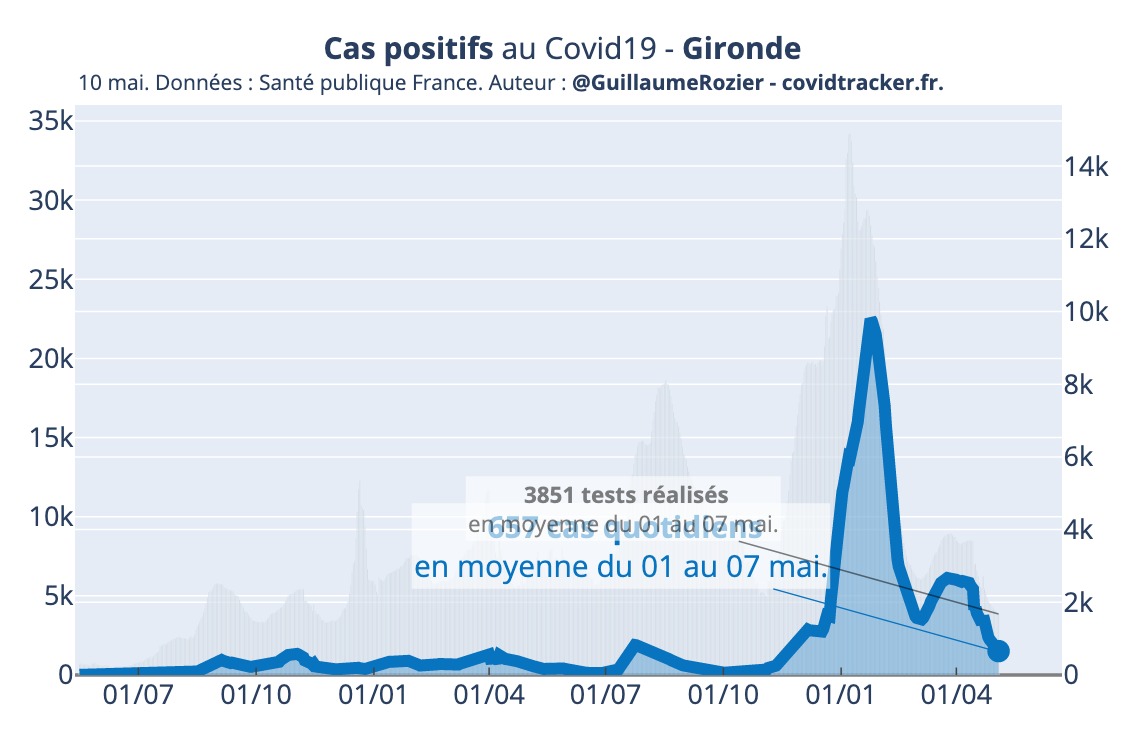 Cas positifs au Covid19 - Gironde
10 mai. Données : Santé publique France. Auteur : @GuillaumeRozier - covidtracker.fr.
35k
30k
25k
20k
15k
10k
5k
0
14k
12k
10k
8k
6k
4k
2k
0
3851 tests réalisés
en moyenne du 01 au 07 mai.
657 cas quotidiens
en moyenne du 01 au 07 mai.
01/07 01/10 01/01 01/04 01/07 01/10 01/01 01/04